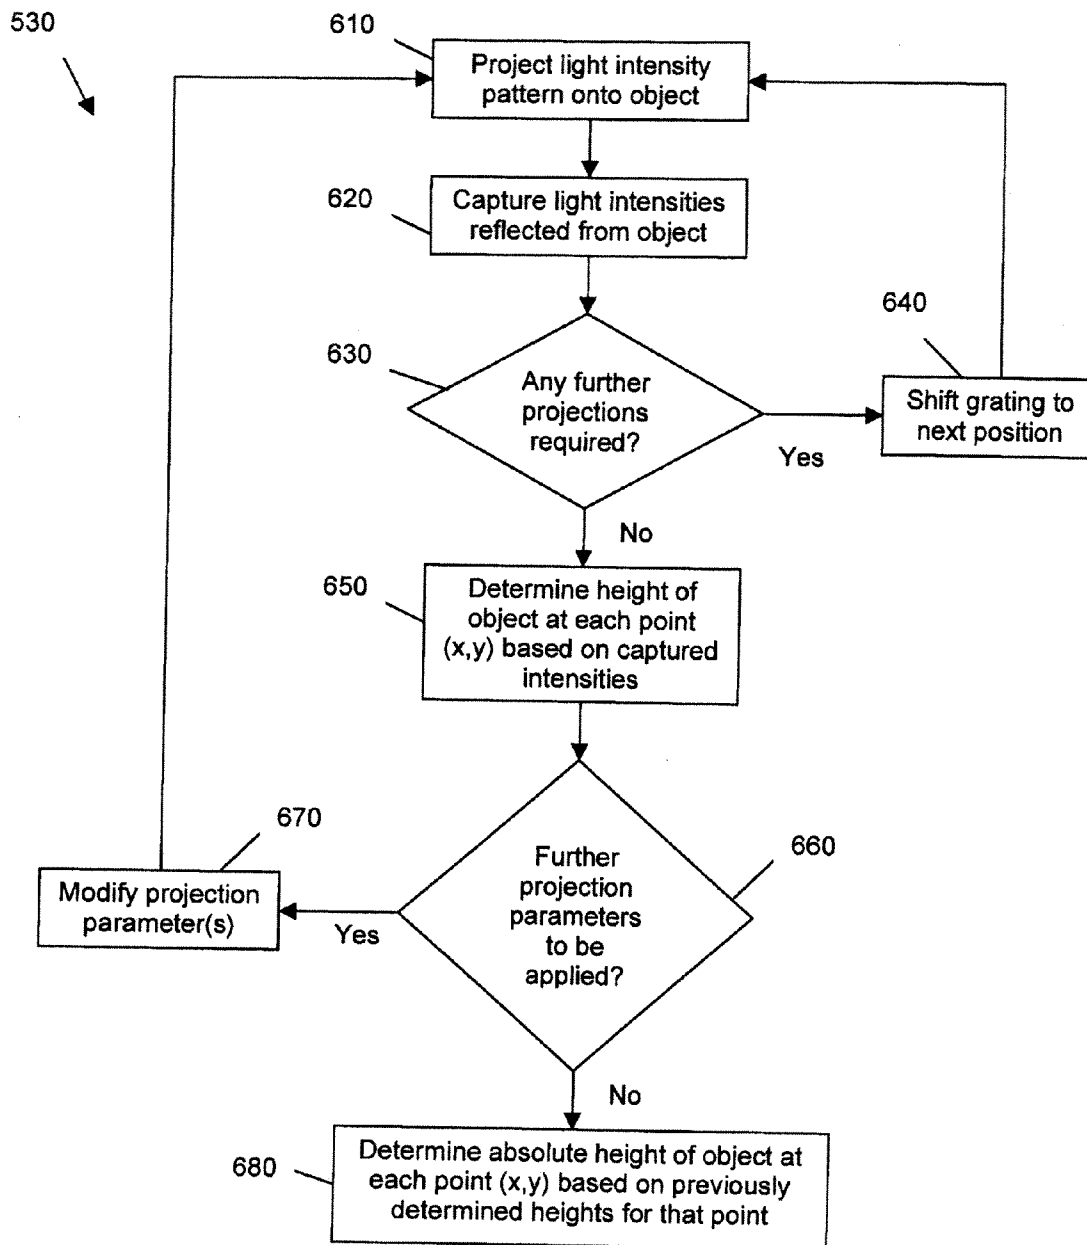 530
610
Project light intensity
pattern onto object
620
Capture light intensities
reflected from object
630
Any further
projections
required?
640
Shift grating to
next position
Yes
No
650
Determine height of
object at each point
(x,y) based on captured
intensities
670
Modify projection
parameter(s)
Yes
660
Further
projection
parameters
to be
applied?
No
680
Determine absolute height of object at
each point (x,y) based on previously
determined heights for that point